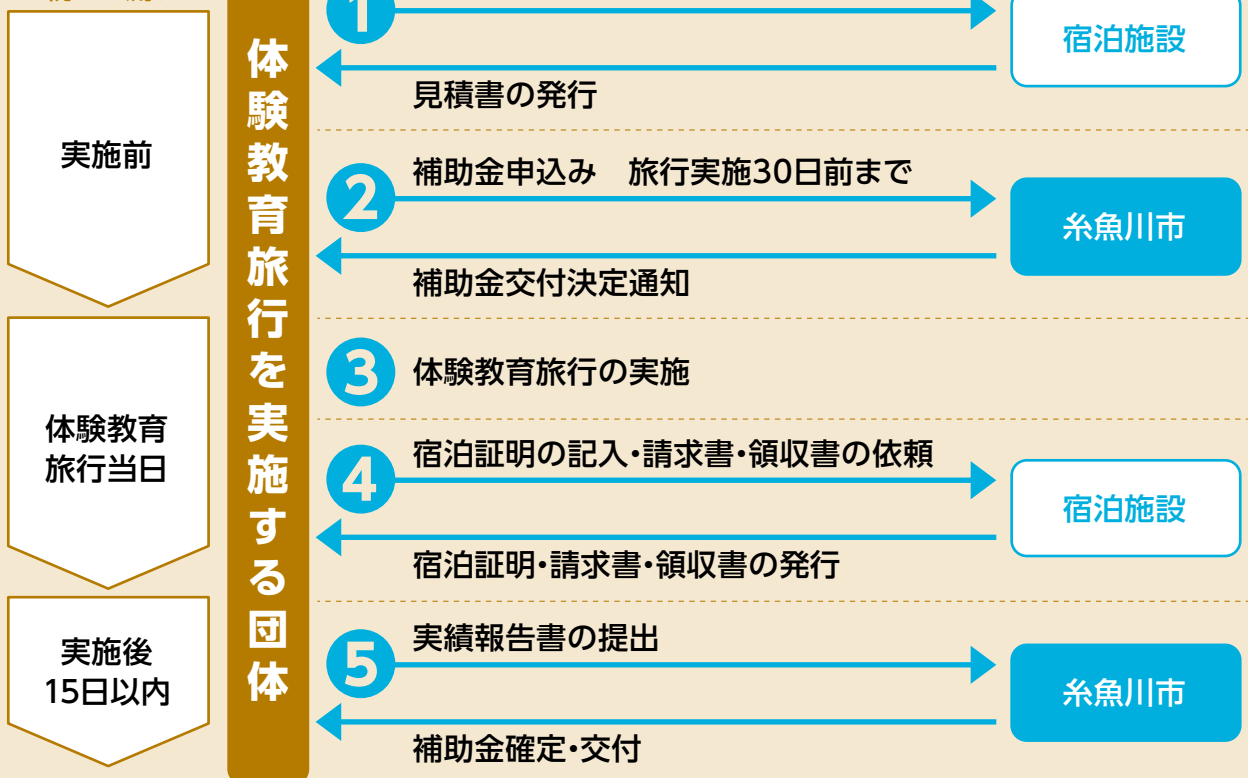 実施前
体験教育
旅行当日
実施後
15日以内
体験教育旅行を実施する団体
1
宿泊施設
見積書の発行
2
補助金申込み　旅行実施30日前まで
糸魚川市
補助金交付決定通知
3
体験教育旅行の実施
4
宿泊証明の記入・請求書・領収書の依頼
宿泊施設
宿泊証明・請求書・領収書の発行
5
実績報告書の提出
糸魚川市
補助金確定・交付